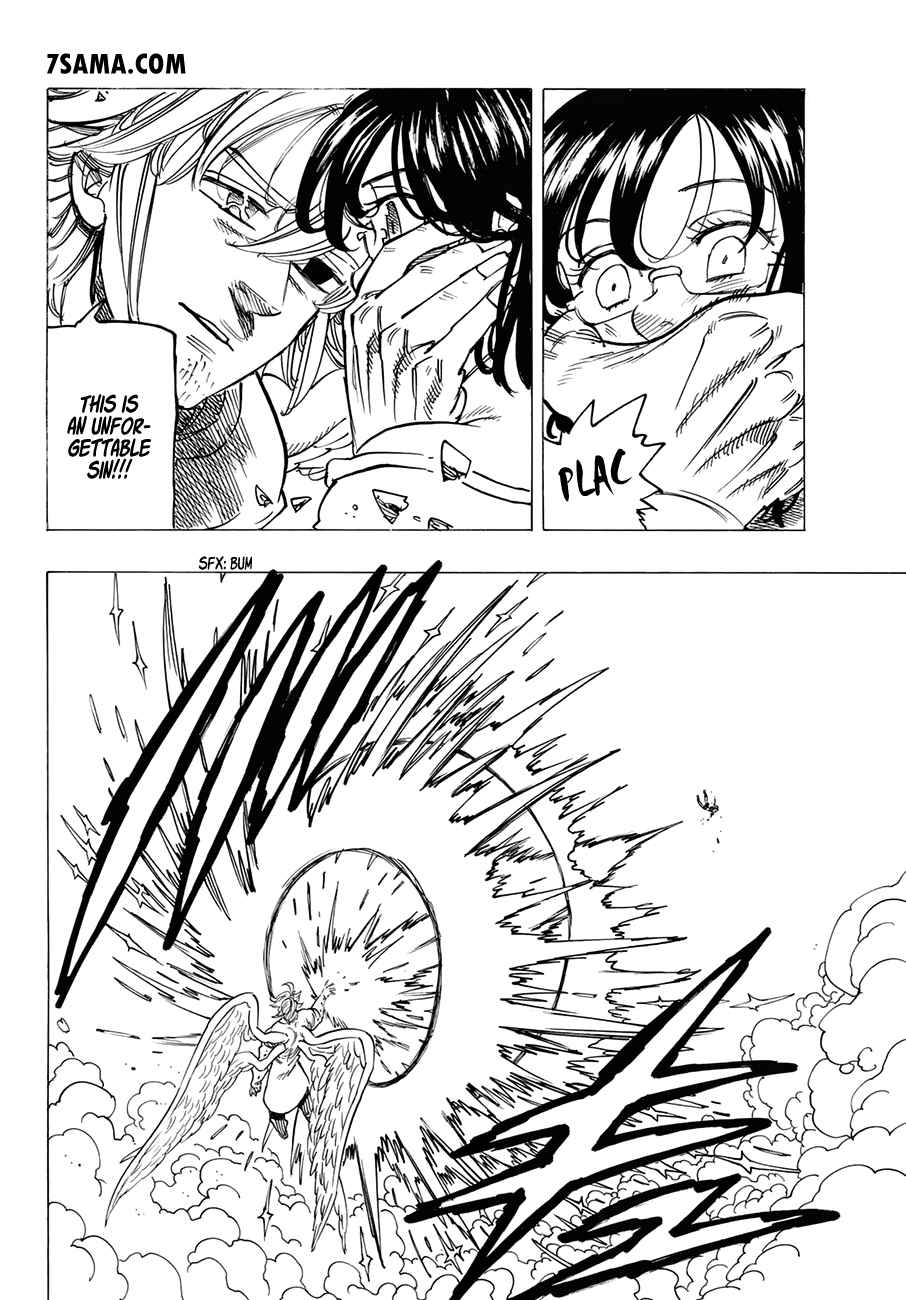 7SAMA.COM
THIS IS
AN UNFOR-
GETTABLE
SIN!!!
PLAC
SFX: BUM